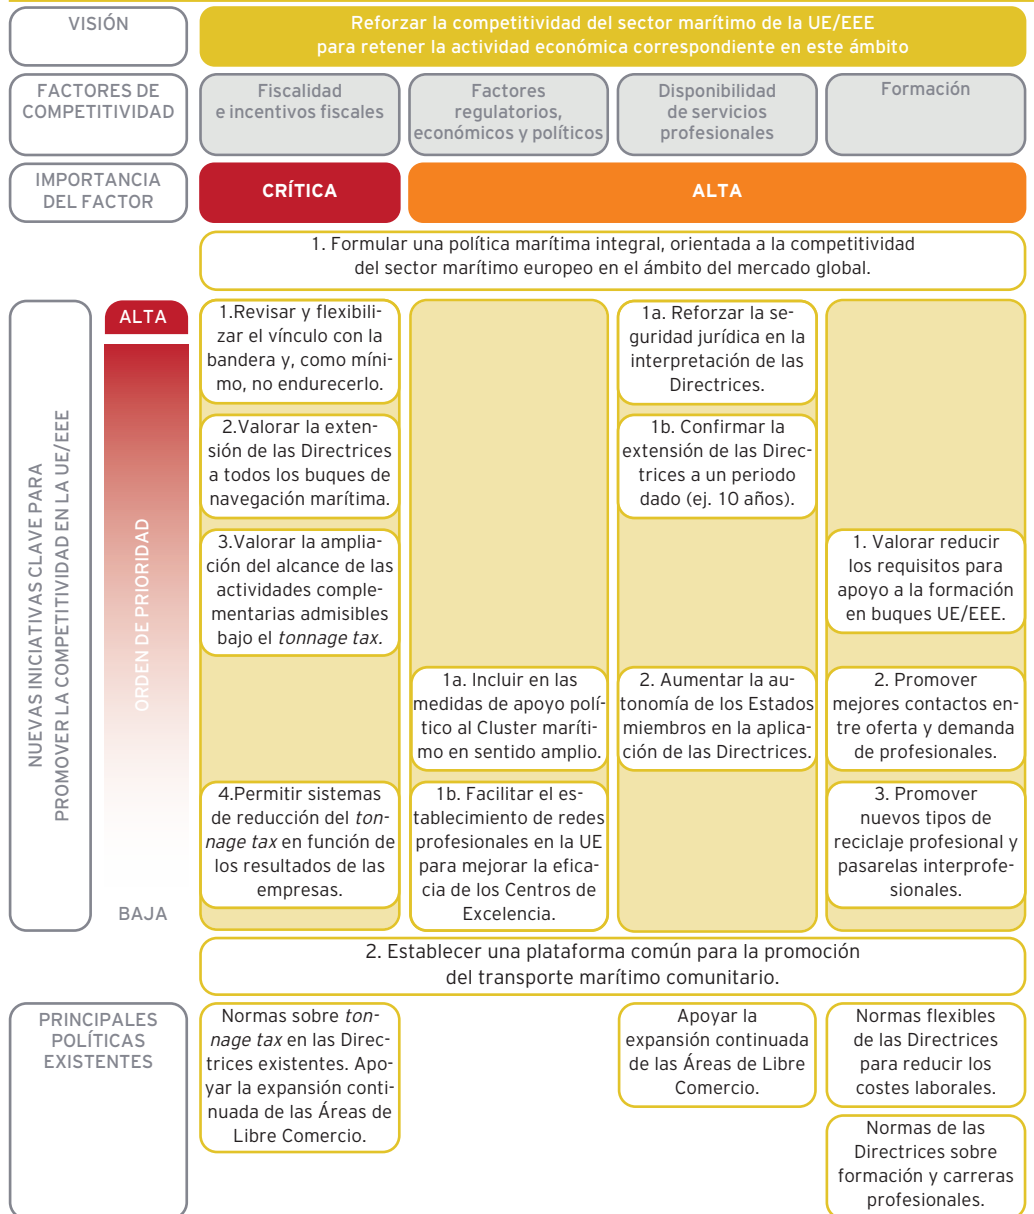 VISIÓN
Reforzar la competitividad del sector marítimo de la UE/EEE
para retener la actividad económica correspondiente en este ámbito
FACTORES DE
COMPETITIVIDAD
Fiscalidad
e incentivos fiscales
Factores
regulatorios,
económicos y políticos
Disponibilidad
de servicios
profesionales
Formación
IMPORTANCIA
DEL FACTOR
CRÍTICA
ALTA
1. Formular una política marítima integral, orientada a la competitividad
del sector marítimo europeo en el ámbito del mercado global.
NUEVAS INICIATIVAS CLAVE PARA
PROMOVER LA COMPETITIVIDAD EN LA UE/EEE
ALTA
ORDEN DE PRIORIDAD
BAJA
1.Revisar y flexibili-
zar el vínculo con la
bandera y, como míni-
mo, no endurecerlo.
2.Valorar la exten-
sión de las Directrices
a todos los buques de
navegación marítima.
3.Valorar la amplia-
ción del alcance de las
actividades comple-
mentarias admisibles
bajo el tonnage tax.
4.Permitir sistemas
de reducción del ton-
nage tax en función de
los resultados de las
empresas.
1a. Incluir en las
medidas de apoyo polí-
tico al Cluster maríti-
mo en sentido amplio.
1b. Facilitar el es-
tablecimiento de redes
profesionales en la UE
para mejorar la efica-
cia de los Centros de
Excelencia.
1a. Reforzar la se-
guridad jurídica en la
interpretación de las
Directrices.
1b. Confirmar la
extensión de las Direc-
trices a un periodo
dado (ej. 10 años).
2. Aumentar la au-
tonomía de los Estados
miembros en la aplica-
ción de las Directrices.
1. Valorar reducir
los requisitos para
apoyo a la formación
en buques UE/EEE.
2. Promover
mejores contactos en-
tre oferta y demanda
de profesionales.
3. Promover
nuevos tipos de
reciclaje profesional y
pasarelas interprofe-
sionales.
2. Establecer una plataforma común para la promoción
del transporte marítimo comunitario.
PRINCIPALES
POLÍTICAS
EXISTENTES
Normas sobre ton-
nage tax en las Direc-
trices existentes. Apo-
yar la expansión conti-
nuada de las Áreas de
Libre Comercio.
Apoyar la
expansión continuada
de las Áreas de Libre
Comercio.
Normas flexibles
de las Directrices
para reducir los
costes laborales.
Normas de las
Directrices sobre
formación y carreras
profesionales.